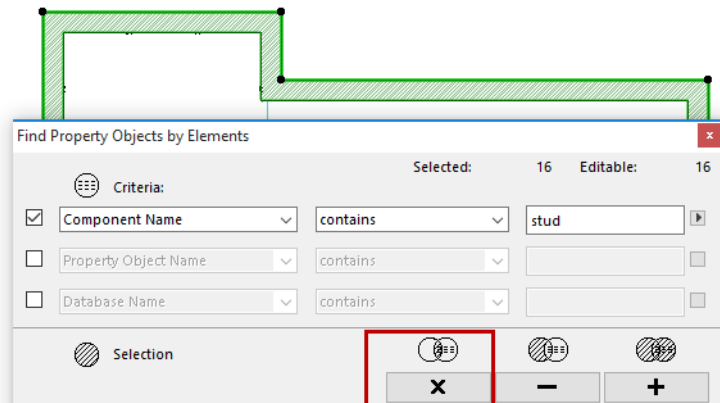 Find Property Objects by Elements
x
Selected: 16 Editable: 16
Criteria:
Component Name contains stud
Property Object Name contains
Database Name contains
Selection
x − +